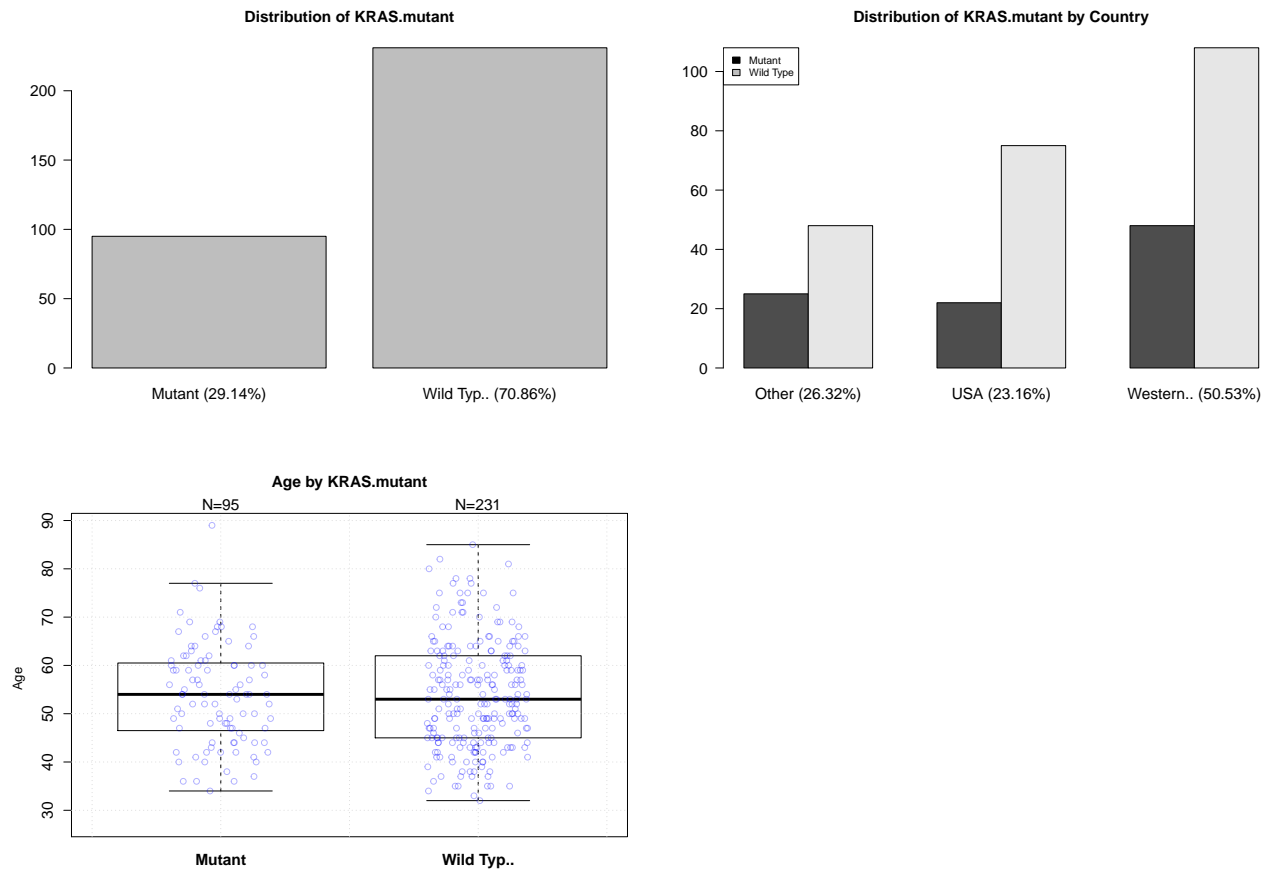 Distribution of KRAS.mutant
200
150
100
50
0
Mutant (29.14%)
Wild Typ.. (70.86%)
Distribution of KRAS.mutant by Country
Mutant
Wild Type
100
80
60
40
20
0
Other (26.32%)
USA (23.16%)
Western.. (50.53%)
Age by KRAS.mutant
N=95
N=231
Age
90
80
70
60
50
40
30
Mutant
Wild Typ..